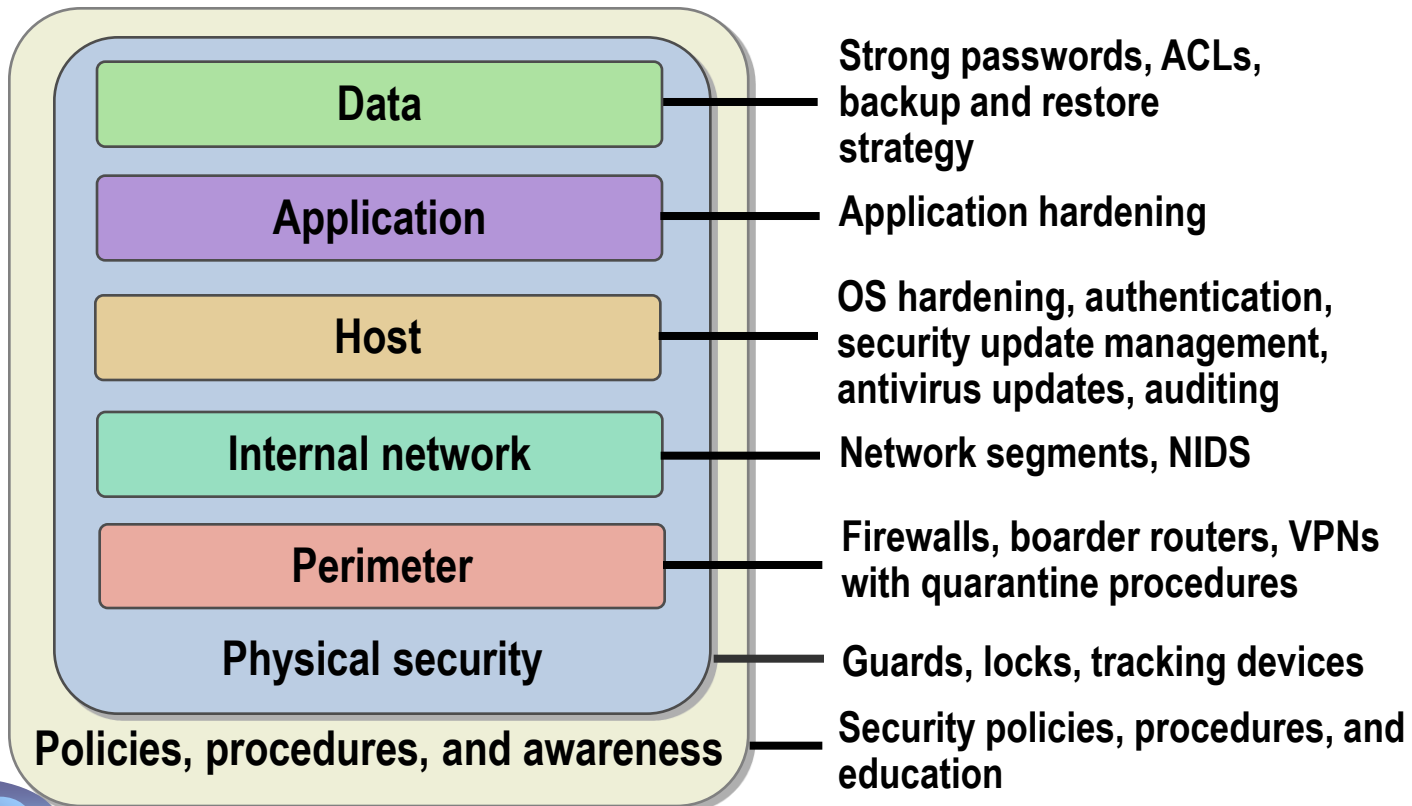 Data
Strong passwords, ACLs,
backup and restore
strategy
Application
Application hardening
Host
OS hardening, authentication,
security update management,
antivirus updates, auditing
Internal network
Network segments, NIDS
Perimeter
Firewalls, boarder routers, VPNs
with quarantine procedures
Physical security
Guards, locks, tracking devices
Policies, procedures, and awareness
Security policies, procedures, and
education